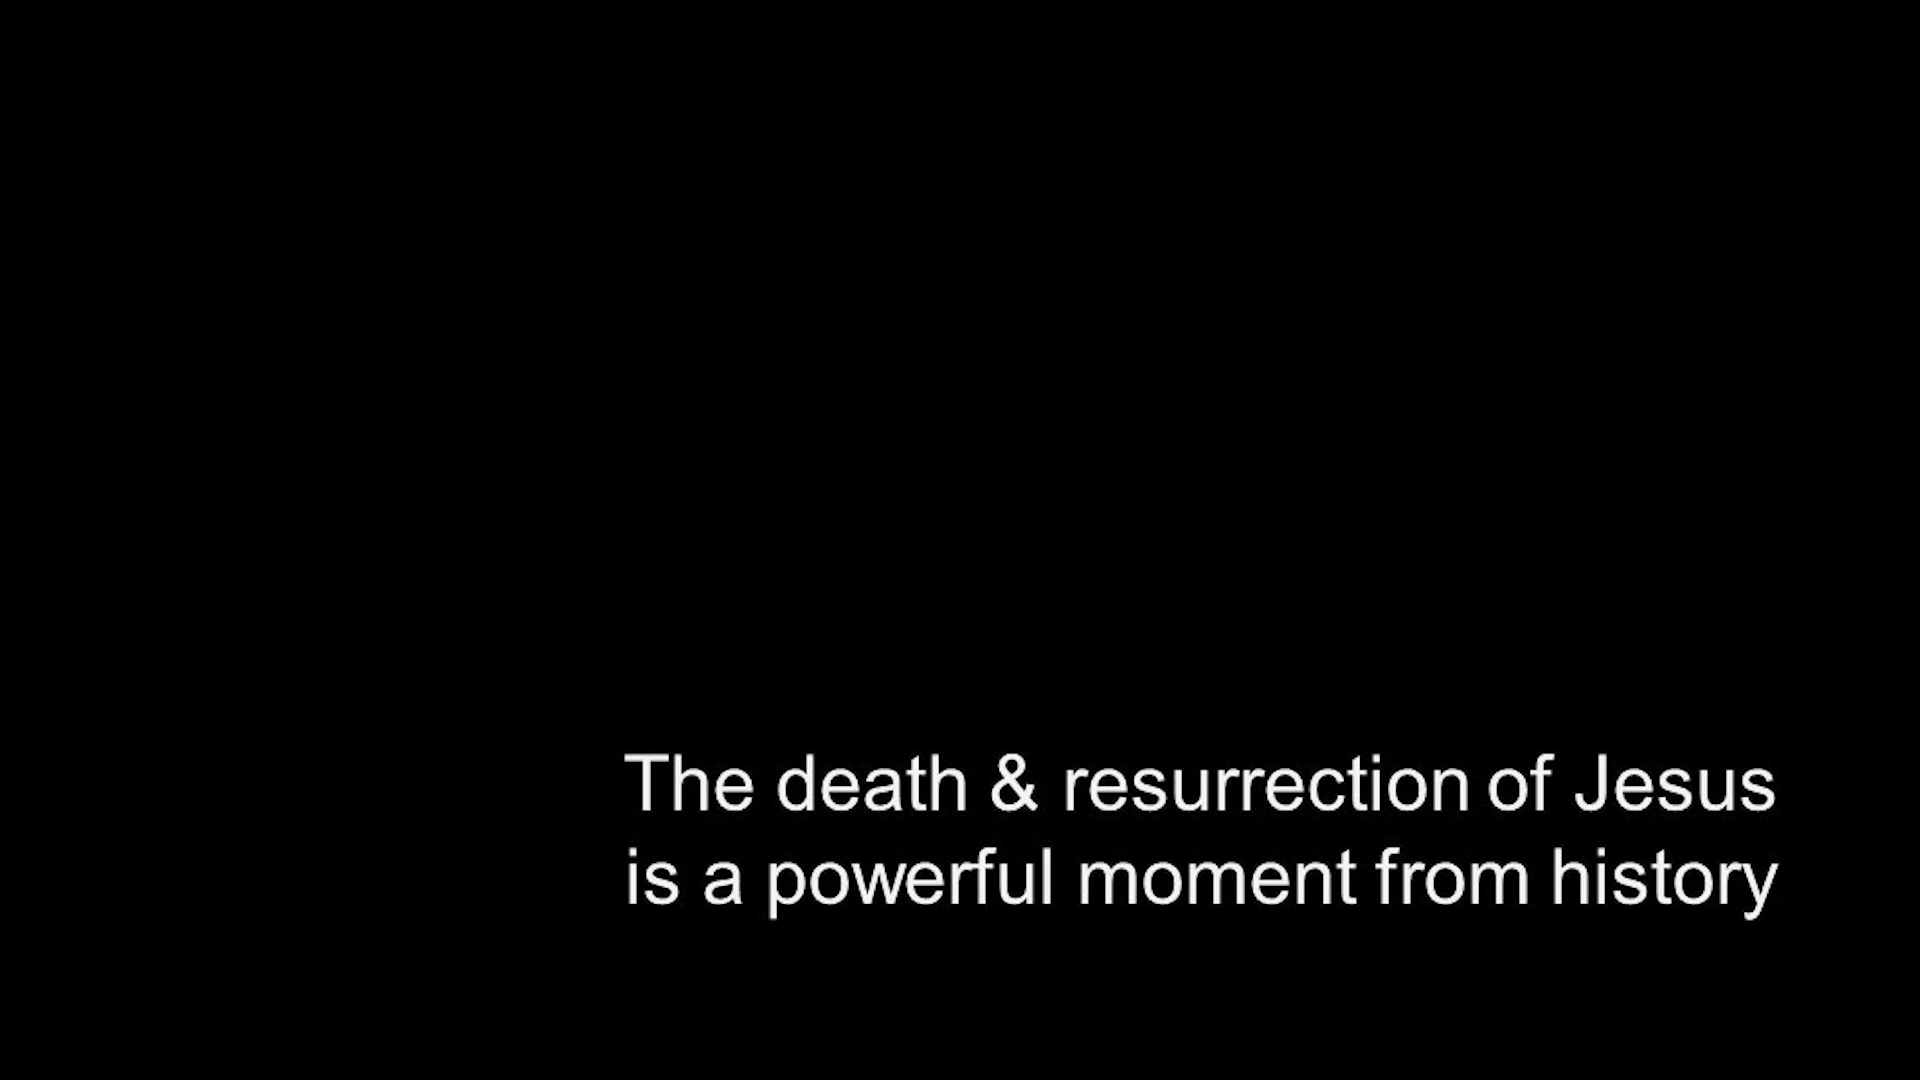 The death & resurrection of Jesus
is a powerful moment from history